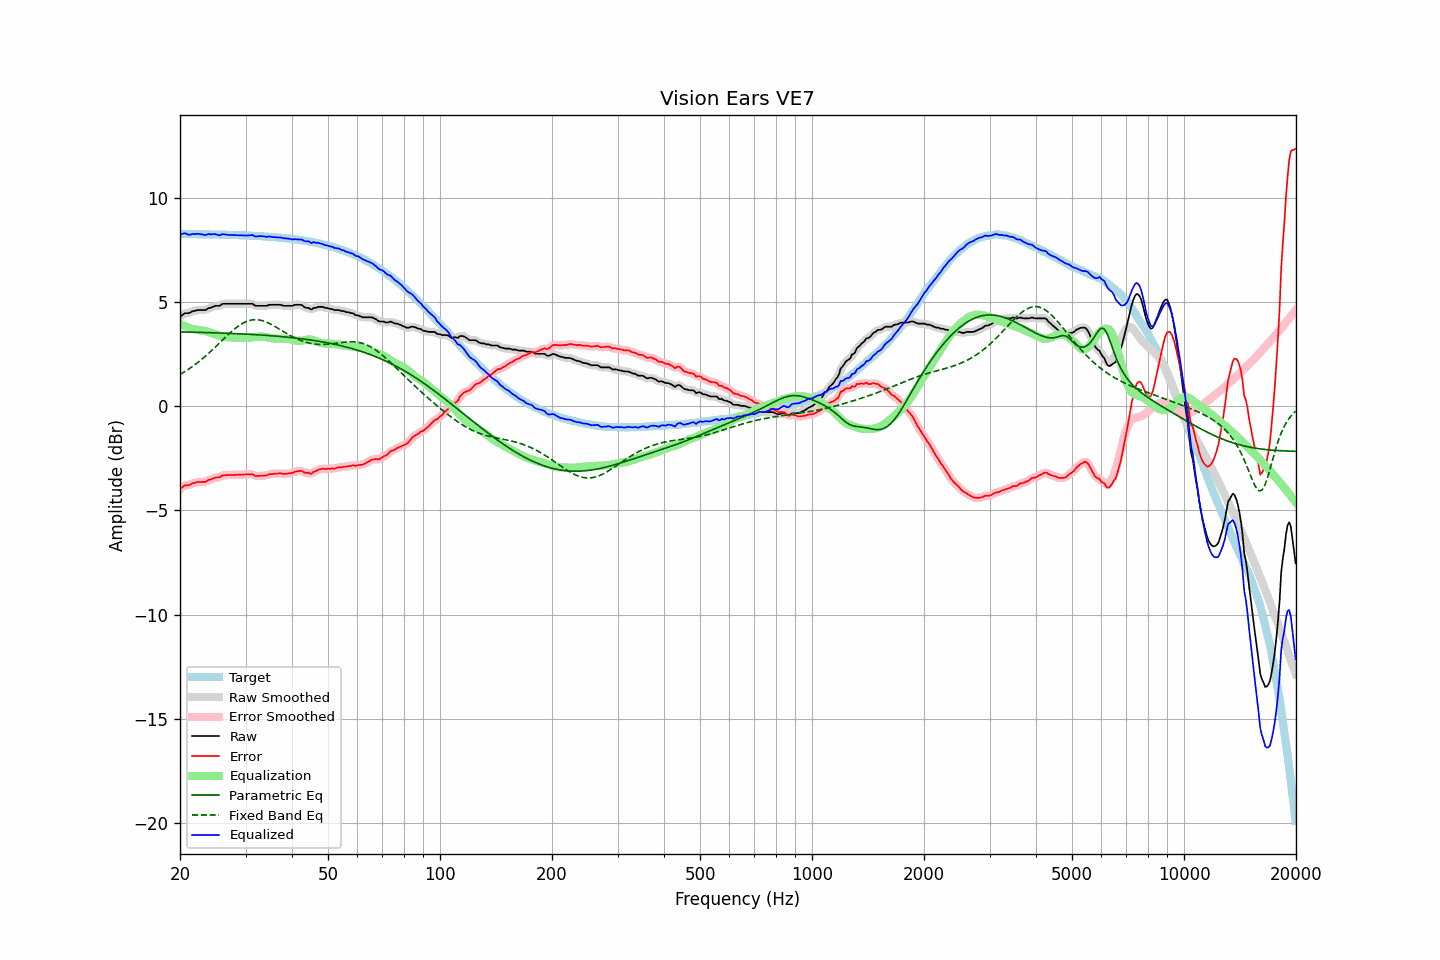 Vision Ears VE7
Amplitude (dBr)
10
5
0
−5
−10
−15
−20
Target
Raw Smoothed
Error Smoothed
Raw
Error
Equalization
Parametric Eq
Fixed Band Eq
Equalized
20 50 100 200 500 1000 2000 5000 10000 20000
Frequency (Hz)